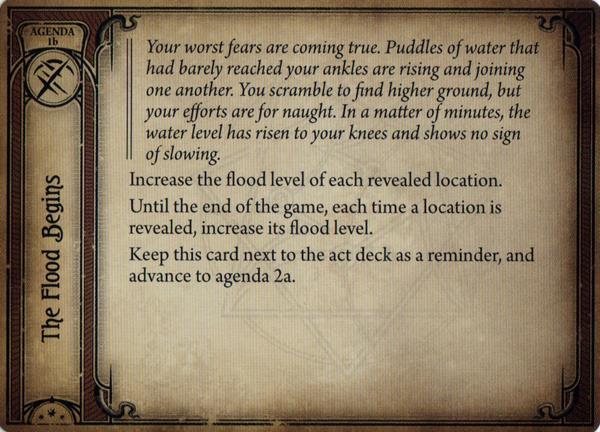 AGENDA
1b
The Flood Begins
Your worst fears are coming true. Puddles of water that
had barely reached your ankles are rising and joining
one another. You scramble to find higher ground, but
your efforts are for naught. In a matter of minutes, the
water level has risen to your knees and shows no sign
of slowing.
Increase the flood level of each revealed location.
Until the end of the game, each time a location is
revealed, increase its flood level.
Keep this card next to the act deck as a reminder, and
advance to agenda 2a.